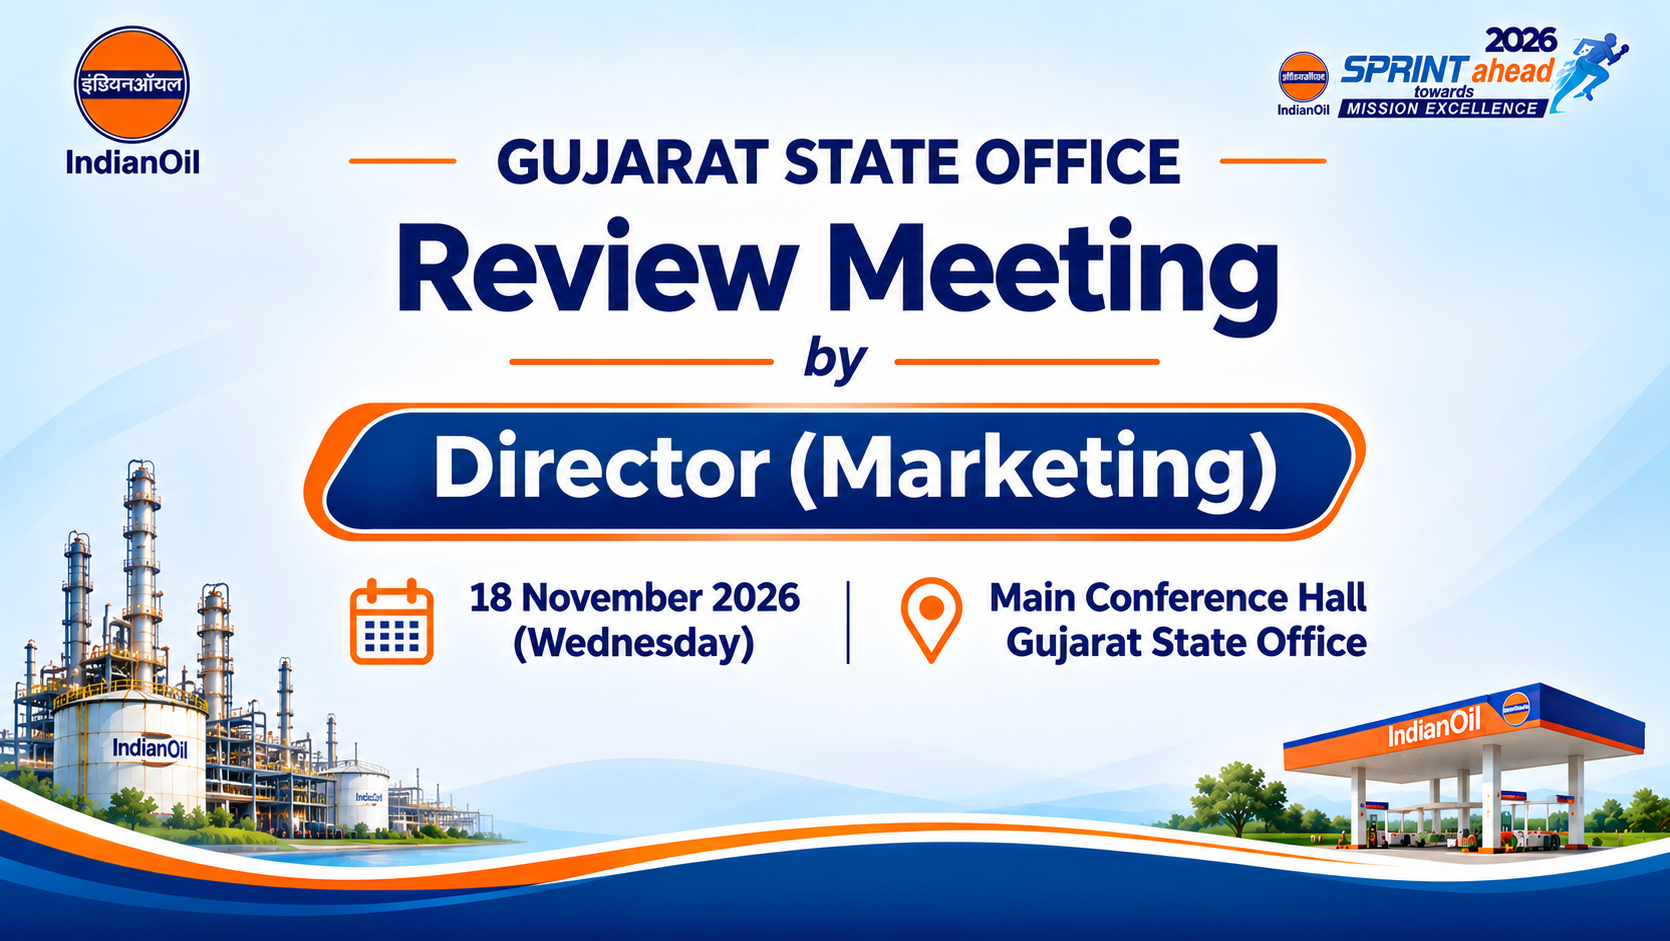 इंडियनऑयल
IndianOil
2026
SPRINT ahead
towards
MISSION EXCELLENCE
इंडियनऑयल
IndianOil
GUJARAT STATE OFFICE
Review Meeting
by
Director (Marketing)
18 November 2026
(Wednesday)
Main Conference Hall
Gujarat State Office
IndianOil
IndianOil